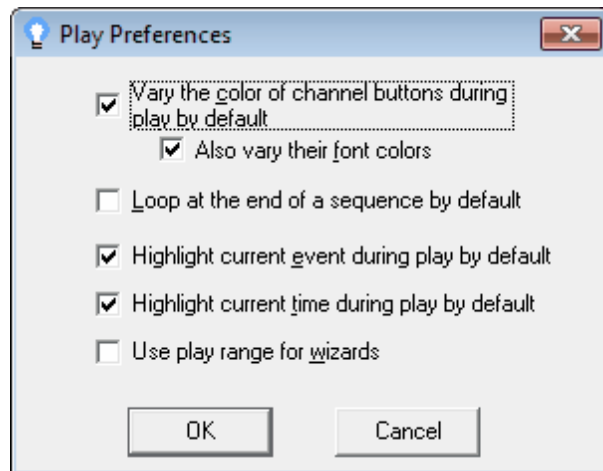 Play Preferences
Vary the color of channel buttons during
play by default
Also vary their font colors
Loop at the end of a sequence by default
Highlight current event during play by default
Highlight current time during play by default
Use play range for wizards
OK
Cancel